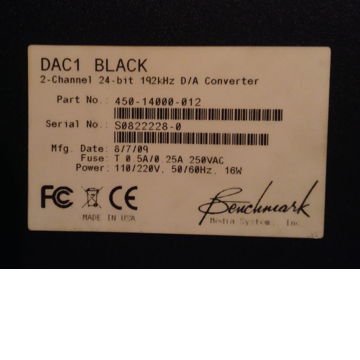 DAC1 BLACK
2-Channel 24-bit 192kHz D/A Converter
Part No.: 450-14000-012
Serial No.: S0822228-0
Mfg. Date: 8/7/09
Fuse: T 0 5A/0 25A 250VAC
Power: 110/220V, 50/60Hz, 16W
FC CE
MADE IN USA
Benchmark
Media Systems, Inc.